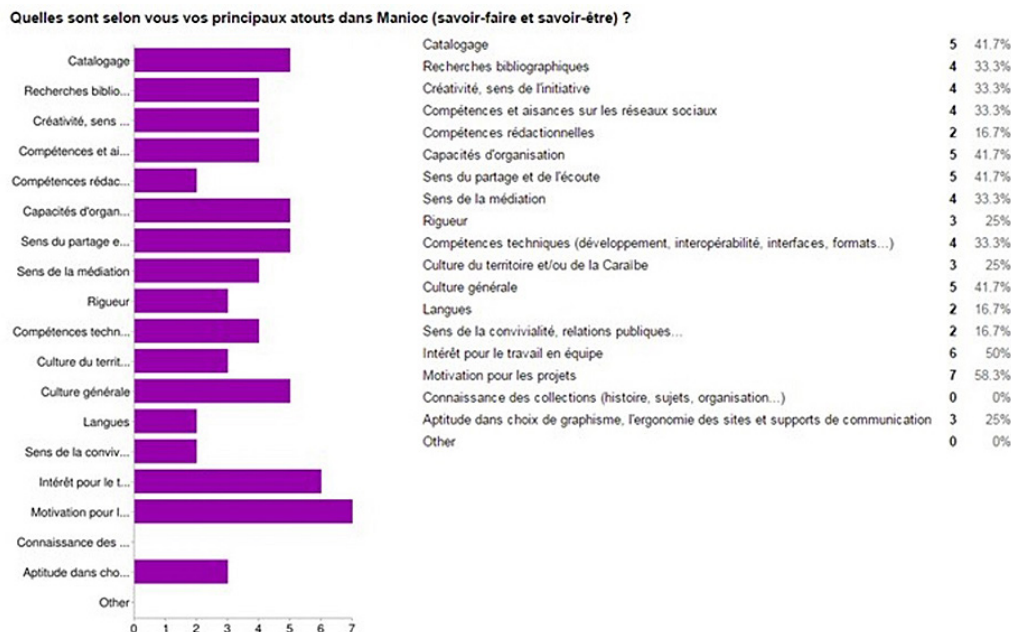 Quelles sont selon vous vos principaux atouts dans Manioc (savoir-faire et savoir-être) ?
Catalogage
Recherches biblio...
Créativité, sens ...
Compétences et ai...
Compétences rédac...
Capacités d'organ...
Sens du partage e...
Sens de la médiation
Rigueur
Compétences techn...
Culture du territ...
Culture générale
Langues
Sens de la conviv...
Intérêt pour le t...
Motivation pour l...
Connaissance des ...
Aptitude dans cho...
Other
0 1 2 3 4 5 6 7
Catalogage 5 41.7%
Recherches bibliographiques 4 33.3%
Créativité, sens de l'initiative 4 33.3%
Compétences et aisances sur les réseaux sociaux 4 33.3%
Compétences rédactionnelles 2 16.7%
Capacités d'organisation 5 41.7%
Sens du partage et de l'écoute 5 41.7%
Sens de la médiation 4 33.3%
Rigueur 3 25%
Compétences techniques (développement, interopérabilité, interfaces, formats...) 4 33.3%
Culture du territoire et/ou de la Caraïbe 3 25%
Culture générale 5 41.7%
Langues 2 16.7%
Sens de la convivialité, relations publiques... 2 16.7%
Intérêt pour le travail en équipe 6 50%
Motivation pour les projets 7 58.3%
Connaissance des collections (histoire, sujets, organisation...) 0 0%
Aptitude dans choix de graphisme, l'ergonomie des sites et supports de communication 3 25%
Other 0 0%